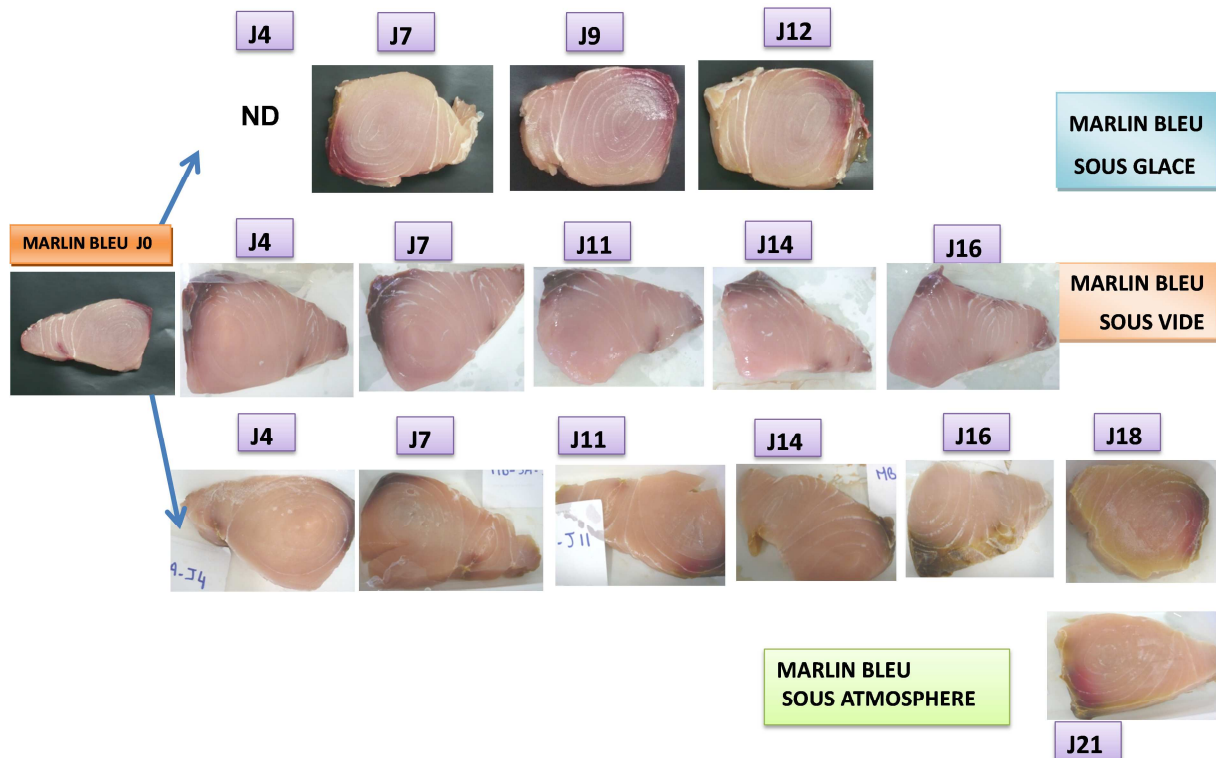 J4
J7
J9
J12
ND
MARLIN BLEU
SOUS GLACE
MARLIN BLEU J0
J4
J7
J11
J14
J16
MARLIN BLEU
SOUS VIDE
J4
J7
J11
J14
J16
J18
A-J4
-J11
MB
MARLIN BLEU
SOUS ATMOSPHERE
J21